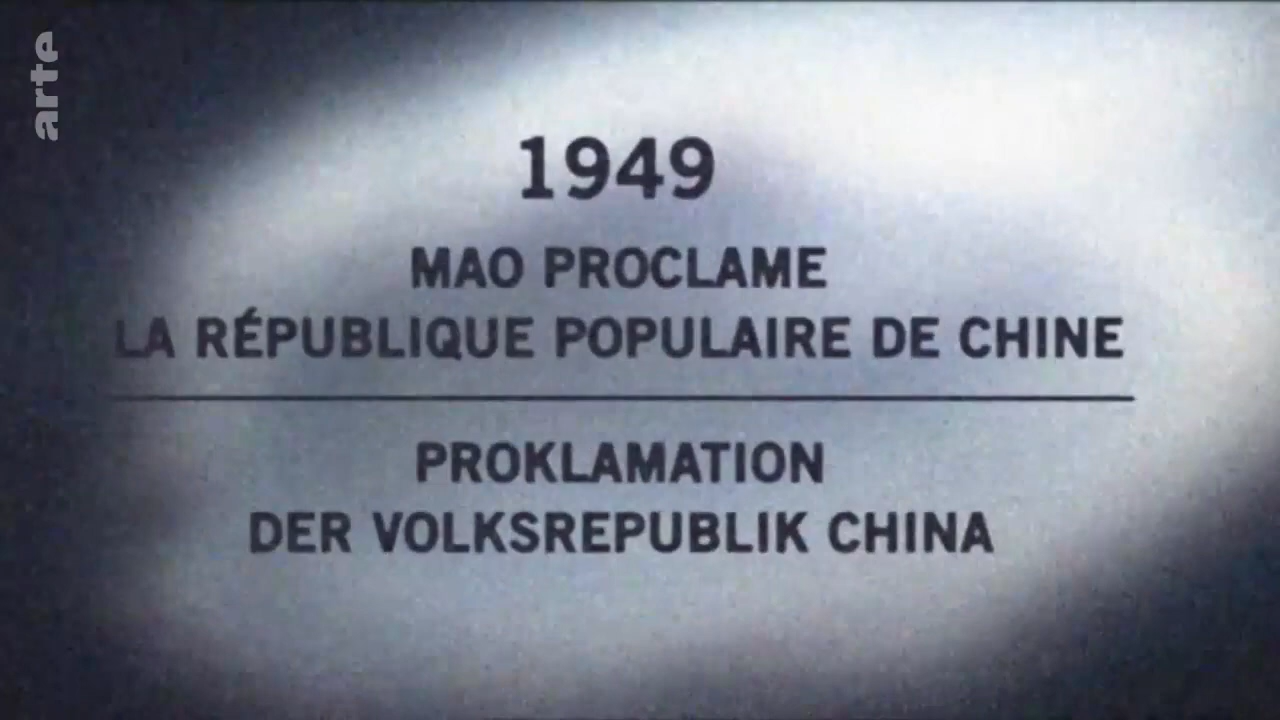 arte
1949
MAO PROCLAME
LA RÉPUBLIQUE POPULAIRE DE CHINE
PROKLAMATION
DER VOLKSREPUBLIK CHINA